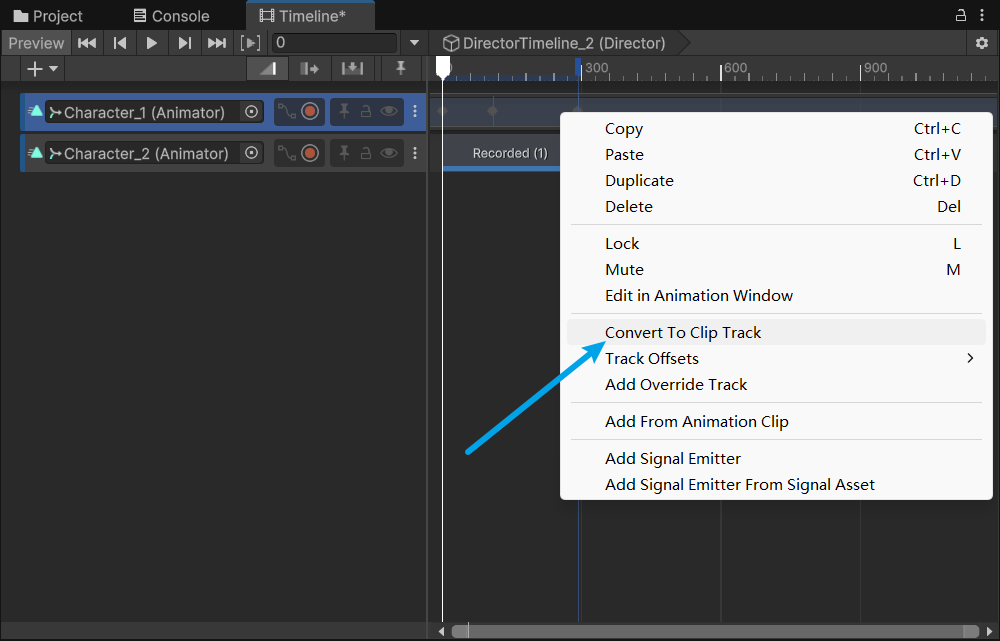 Project Console Timeline*
Preview 0 DirectorTimeline_2 (Director)
300 600 900
Character_1 (Animator)
Character_2 (Animator) Recorded (1)
Copy Ctrl+C
Paste Ctrl+V
Duplicate Ctrl+D
Delete Del
Lock L
Mute M
Edit in Animation Window
Convert To Clip Track
Track Offsets
Add Override Track
Add From Animation Clip
Add Signal Emitter
Add Signal Emitter From Signal Asset